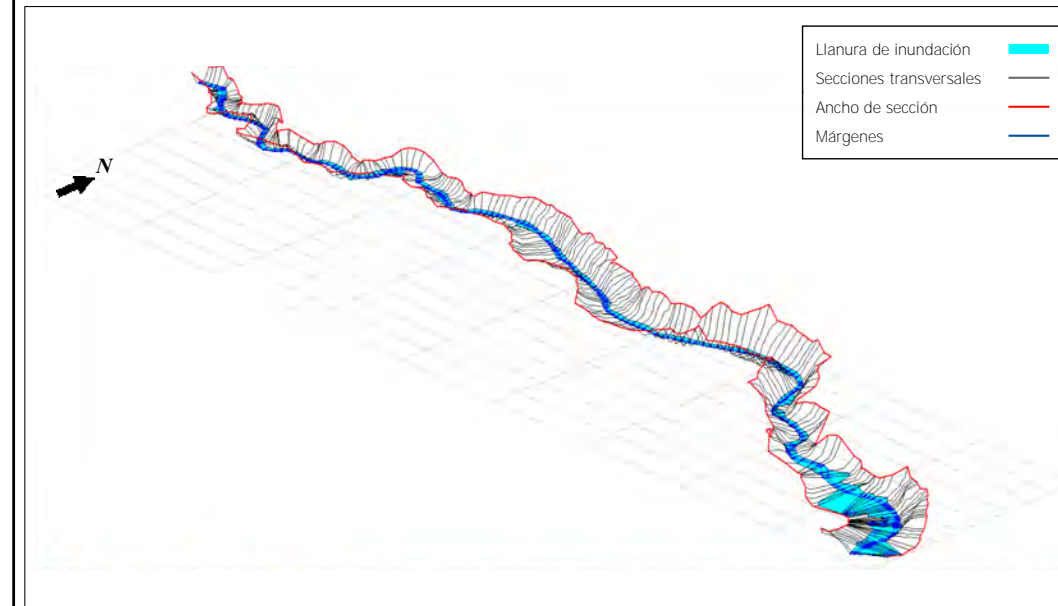 Llanura de inundación
Secciones transversales
Ancho de sección
Márgenes
N